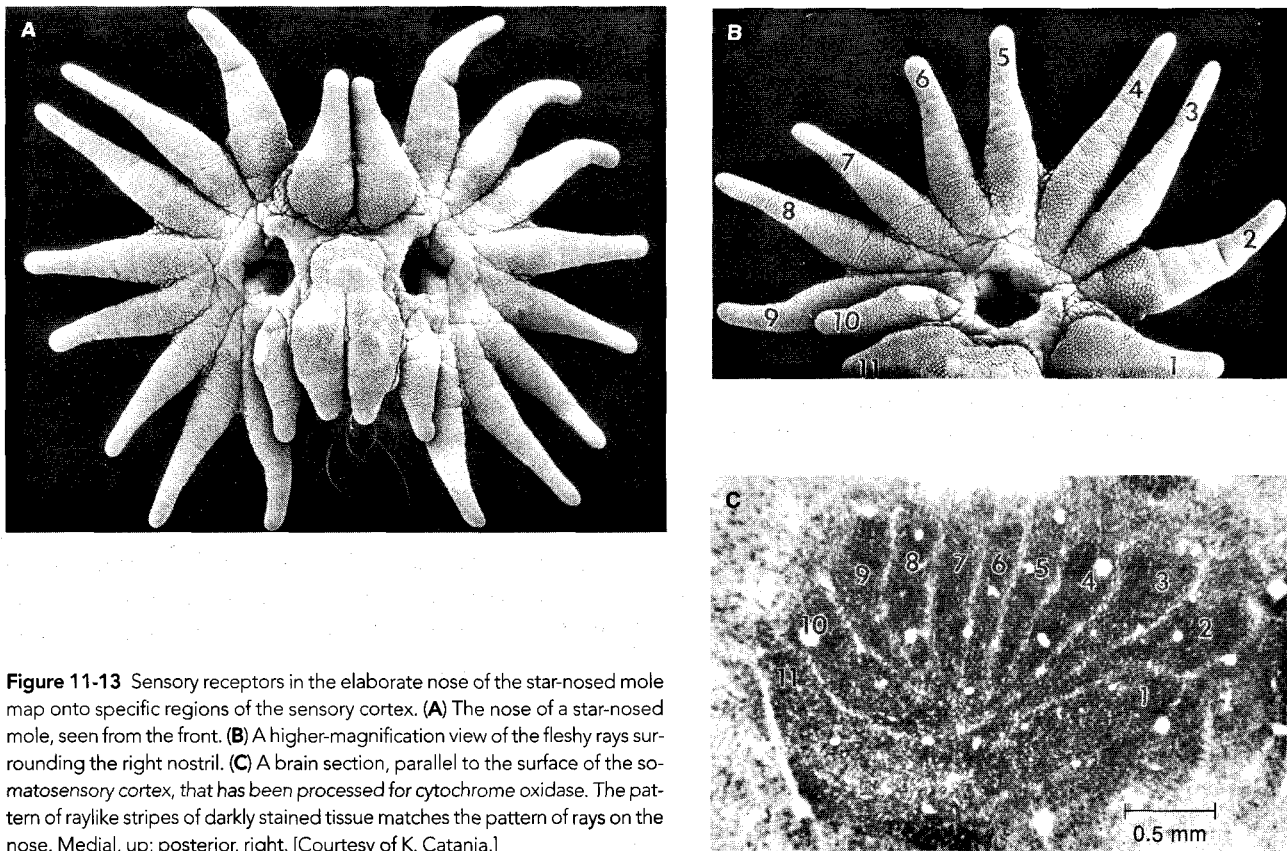 A
B
5
6
4
3
7
8
2
9
10
11
1
C
9
8
7
6
5
4
3
10
2
11
1
0.5 mm
Figure 11-13 Sensory receptors in the elaborate nose of the star-nosed mole
map onto specific regions of the sensory cortex. (A) The nose of a star-nosed
mole, seen from the front. (B) A higher-magnification view of the fleshy rays sur-
rounding the right nostril. (C) A brain section, parallel to the surface of the so-
matosensory cortex, that has been processed for cytochrome oxidase. The pat-
tern of raylike stripes of darkly stained tissue matches the pattern of rays on the
nose. Medial, up; posterior, right. [Courtesy of K. Catania.]